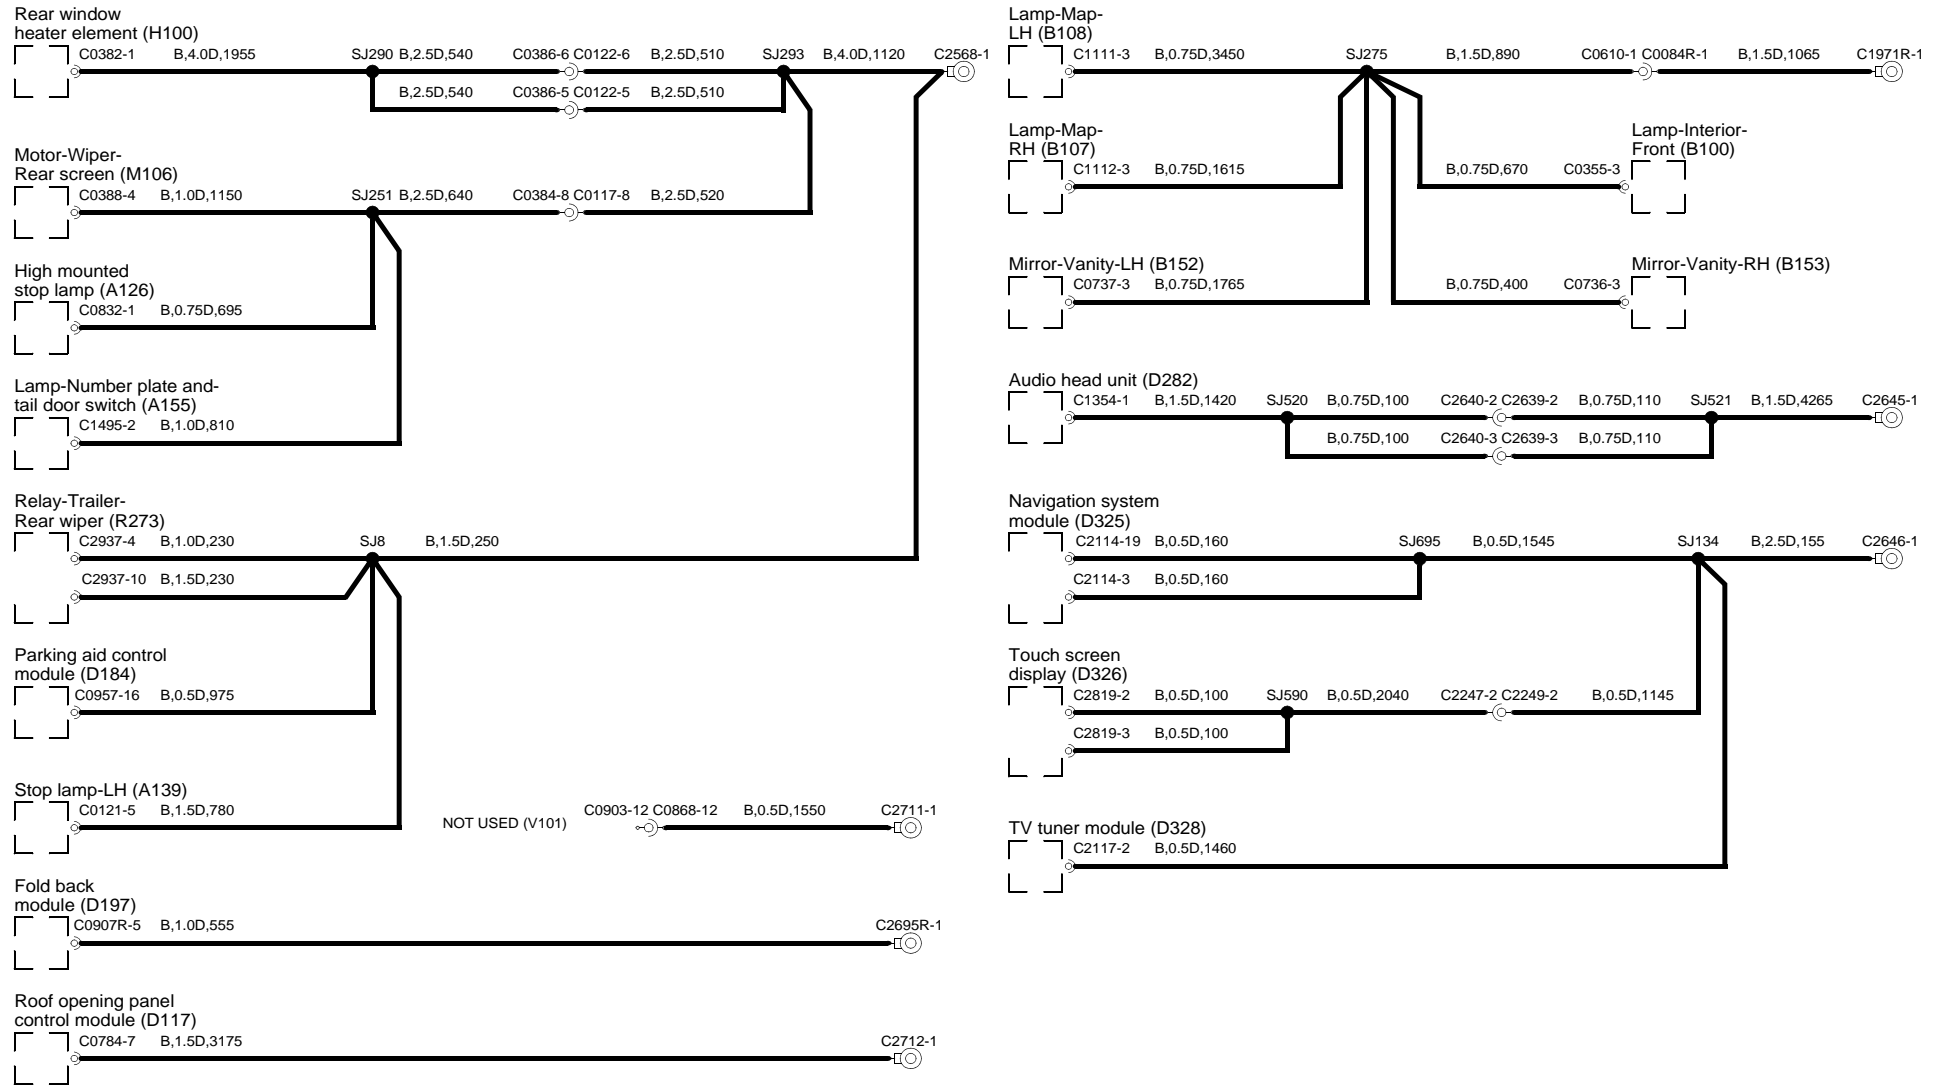 Rear window
heater element (H100)
C0382-1 B,4.0D,1955 SJ290 B,2.5D,540 C0386-6 C0122-6 B,2.5D,510 SJ293 B,4.0D,1120 C2568-1
B,2.5D,540 C0386-5 C0122-5 B,2.5D,510
Motor-Wiper-
Rear screen (M106)
C0388-4 B,1.0D,1150 SJ251 B,2.5D,640 C0384-8 C0117-8 B,2.5D,520
High mounted
stop lamp (A126)
C0832-1 B,0.75D,695
Lamp-Number plate and-
tail door switch (A155)
C1495-2 B,1.0D,810
Relay-Trailer-
Rear wiper (R273)
C2937-4 B,1.0D,230 SJ8 B,1.5D,250
C2937-10 B,1.5D,230
Parking aid control
module (D184)
C0957-16 B,0.5D,975
Stop lamp-LH (A139)
C0121-5 B,1.5D,780
NOT USED (V101) C0903-12 C0868-12 B,0.5D,1550 C2711-1
Fold back
module (D197)
C0907R-5 B,1.0D,555 C2695R-1
Roof opening panel
control module (D117)
C0784-7 B,1.5D,3175 C2712-1
Lamp-Map-
LH (B108)
C1111-3 B,0.75D,3450 SJ275 B,1.5D,890 C0610-1 C0084R-1 B,1.5D,1065 C1971R-1
Lamp-Map-
RH (B107)
C1112-3 B,0.75D,1615
Lamp-Interior-
Front (B100)
B,0.75D,670 C0355-3
Mirror-Vanity-LH (B152)
C0737-3 B,0.75D,1765
Mirror-Vanity-RH (B153)
B,0.75D,400 C0736-3
Audio head unit (D282)
C1354-1 B,1.5D,1420 SJ520 B,0.75D,100 C2640-2 C2639-2 B,0.75D,110 SJ521 B,1.5D,4265 C2645-1
B,0.75D,100 C2640-3 C2639-3 B,0.75D,110
Navigation system
module (D325)
C2114-19 B,0.5D,160 SJ695 B,0.5D,1545 SJ134 B,2.5D,155 C2646-1
C2114-3 B,0.5D,160
Touch screen
display (D326)
C2819-2 B,0.5D,100 SJ590 B,0.5D,2040 C2247-2 C2249-2 B,0.5D,1145
C2819-3 B,0.5D,100
TV tuner module (D328)
C2117-2 B,0.5D,1460